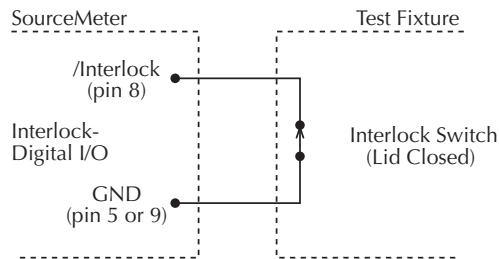 SourceMeter
Test Fixture
/Interlock
(pin 8)
Interlock-
Digital I/O
Interlock Switch
(Lid Closed)
GND
(pin 5 or 9)